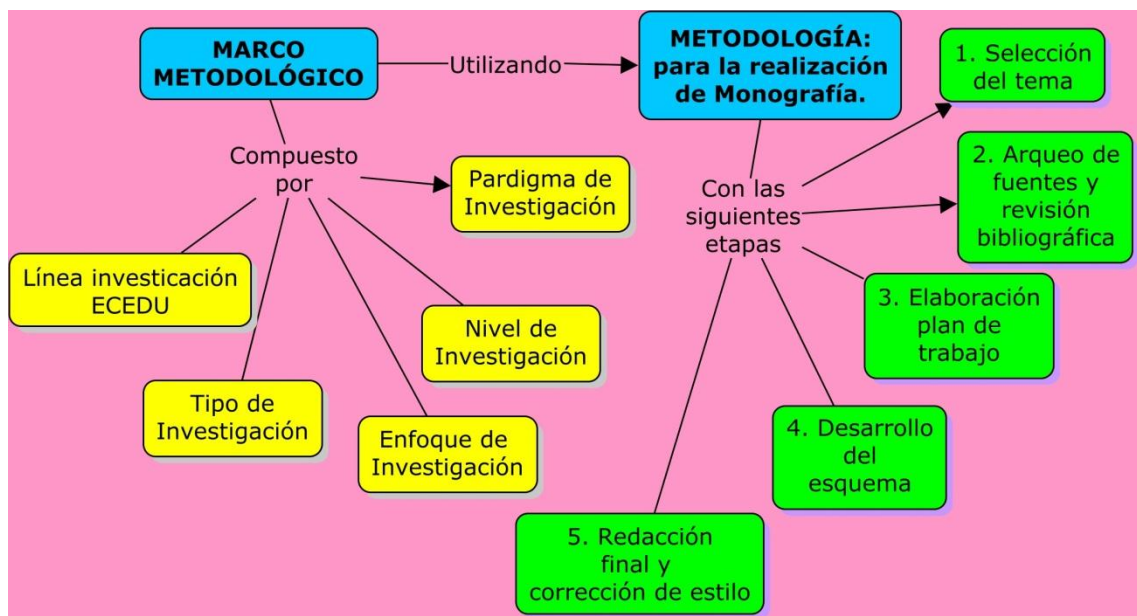 MARCO
METODOLÓGICO
Utilizando
METODOLOGÍA:
para la realización
de Monografía.
1. Selección
del tema
Compuesto
por
Pardigma de
Investigación
Con las
siguientes
etapas
2. Arqueo de
fuentes y
revisión
bibliográfica
Línea investicación
ECEDU
Nivel de
Investigación
3. Elaboración
plan de
trabajo
Tipo de
Investigación
Enfoque de
Investigación
4. Desarrollo
del
esquema
5. Redacción
final y
corrección de estilo